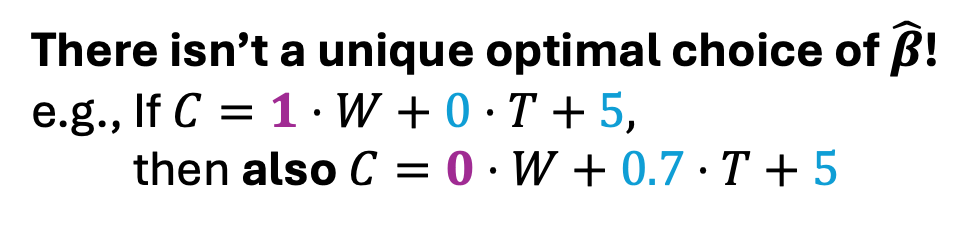 There isn’t a unique optimal choice of β̂!
e.g., If C = 1 · W + 0 · T + 5,
then also C = 0 · W + 0.7 · T + 5